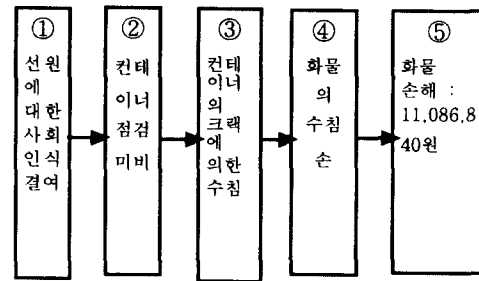 ①
선원
에
대한
사회
인식
결여
②
컨테
이너
점검
미비
③
컨테
이너
의
크랙
에
의한
수침
④
화물
의
수침
손
⑤
화물
손해 :
11,086,8
40원